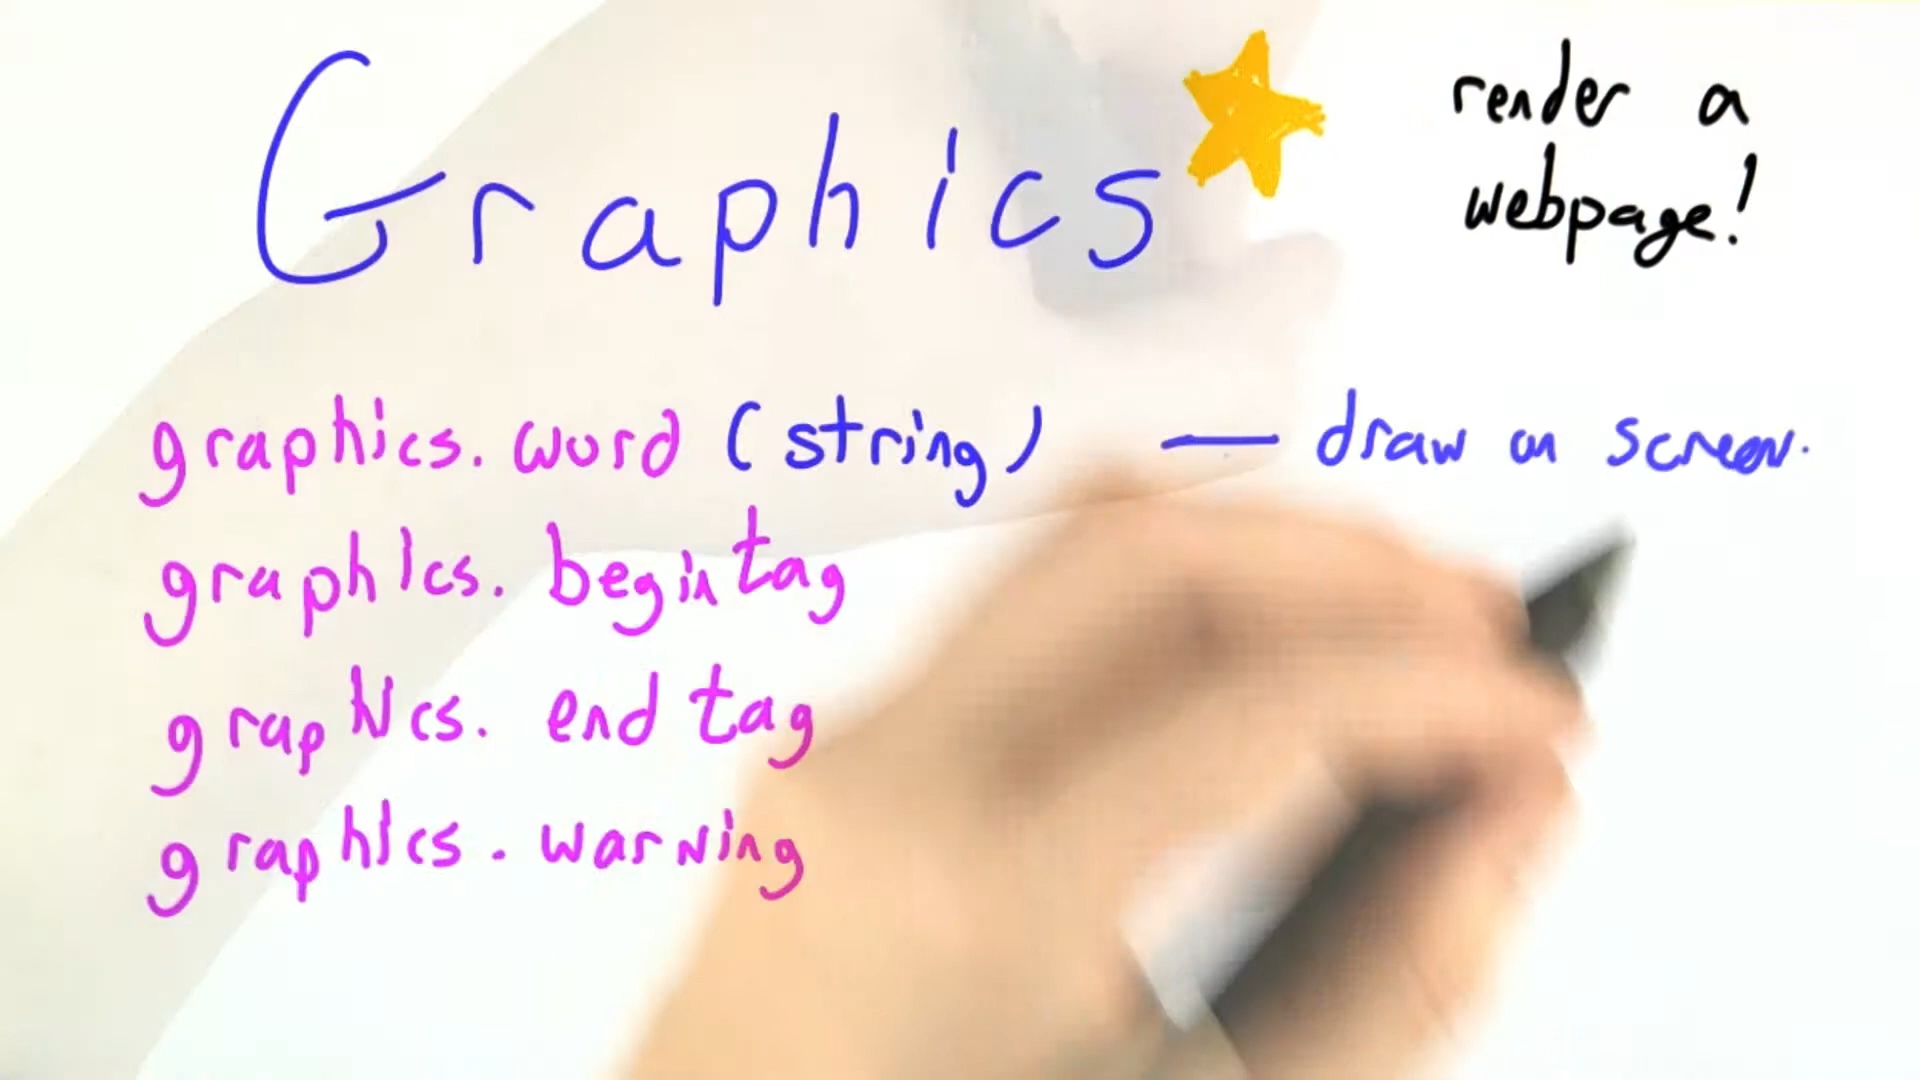 Graphics
render a
webpage!
graphics.word (string) — draw on screen.
graphics.begintag
graphics.endtag
graphics.warning